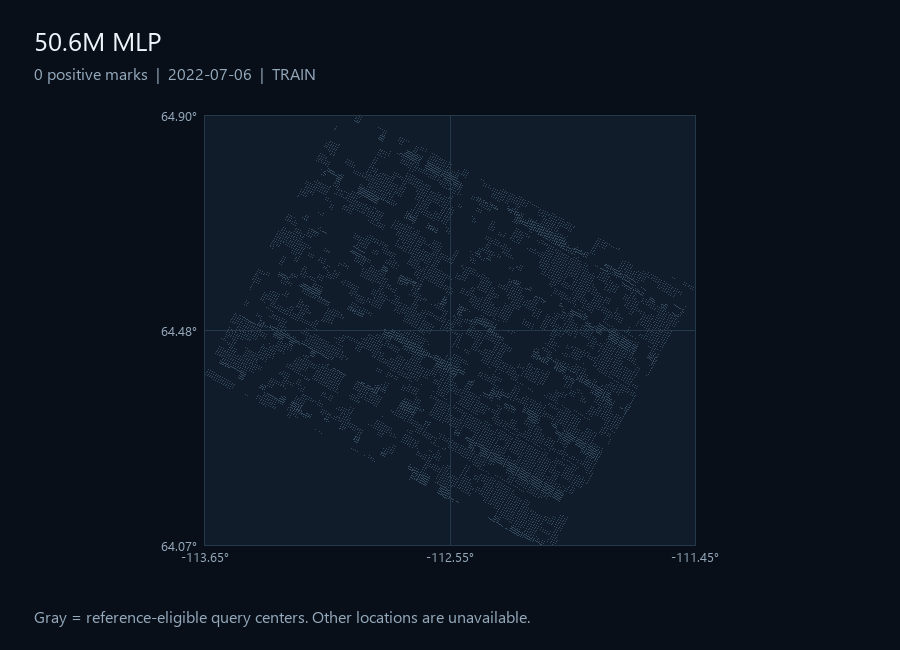 50.6M MLP
0 positive marks | 2022-07-06 | TRAIN
64.90°
64.48°
64.07°
-113.65°
-112.55°
-111.45°
Gray = reference-eligible query centers. Other locations are unavailable.